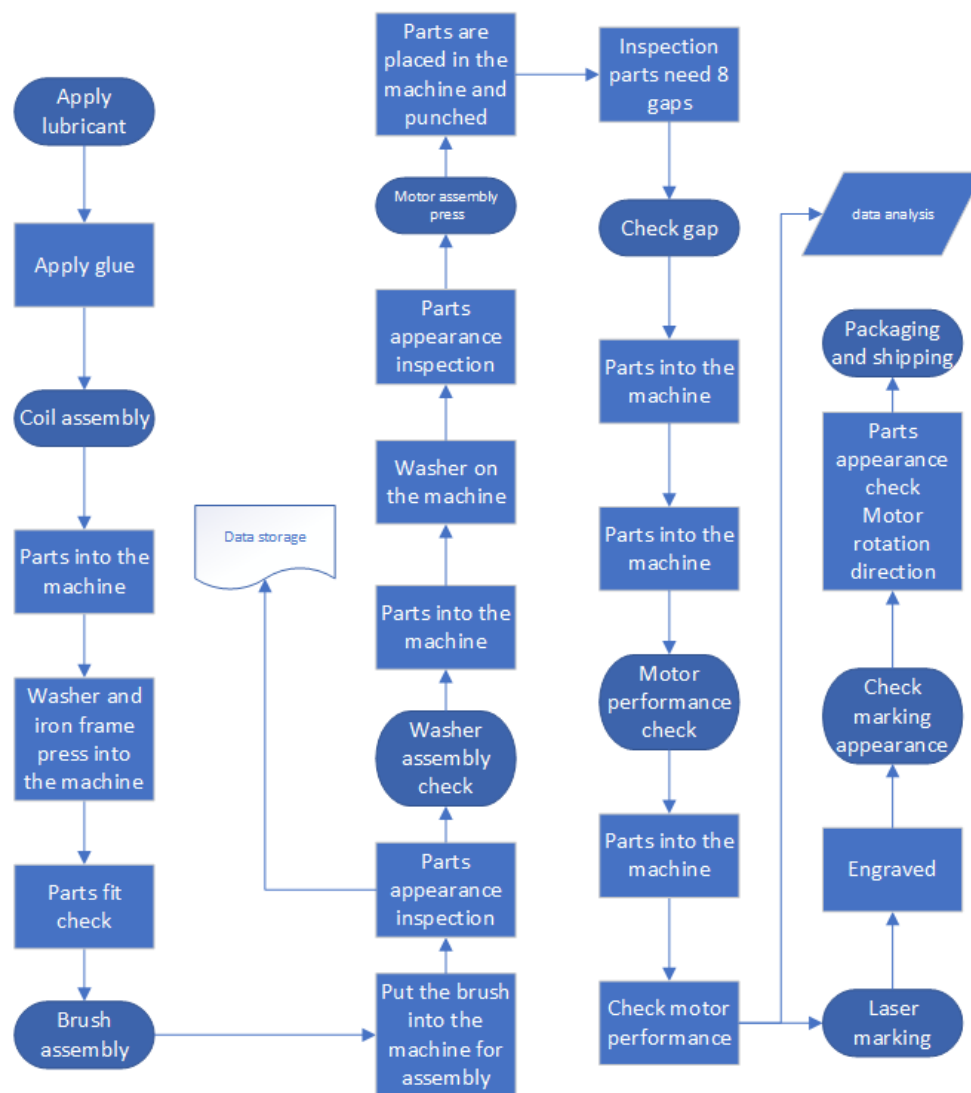 Apply
lubricant
Apply glue
Coil assembly
Parts into the
machine
Washer and
iron frame
press into
the machine
Parts fit
check
Brush
assembly
Put the brush
into the
machine for
assembly
Parts
appearance
inspection
Data storage
Washer
assembly
check
Parts into the
machine
Washer on
the machine
Parts
appearance
inspection
Motor assembly
press
Parts are
placed in the
machine and
punched
Inspection
parts need 8
gaps
Check gap
Parts into the
machine
Parts into the
machine
Motor
performance
check
Parts into the
machine
Check motor
performance
data analysis
Laser
marking
Engraved
Check
marking
appearance
Parts
appearance
check
Motor
rotation
direction
Packaging
and shipping